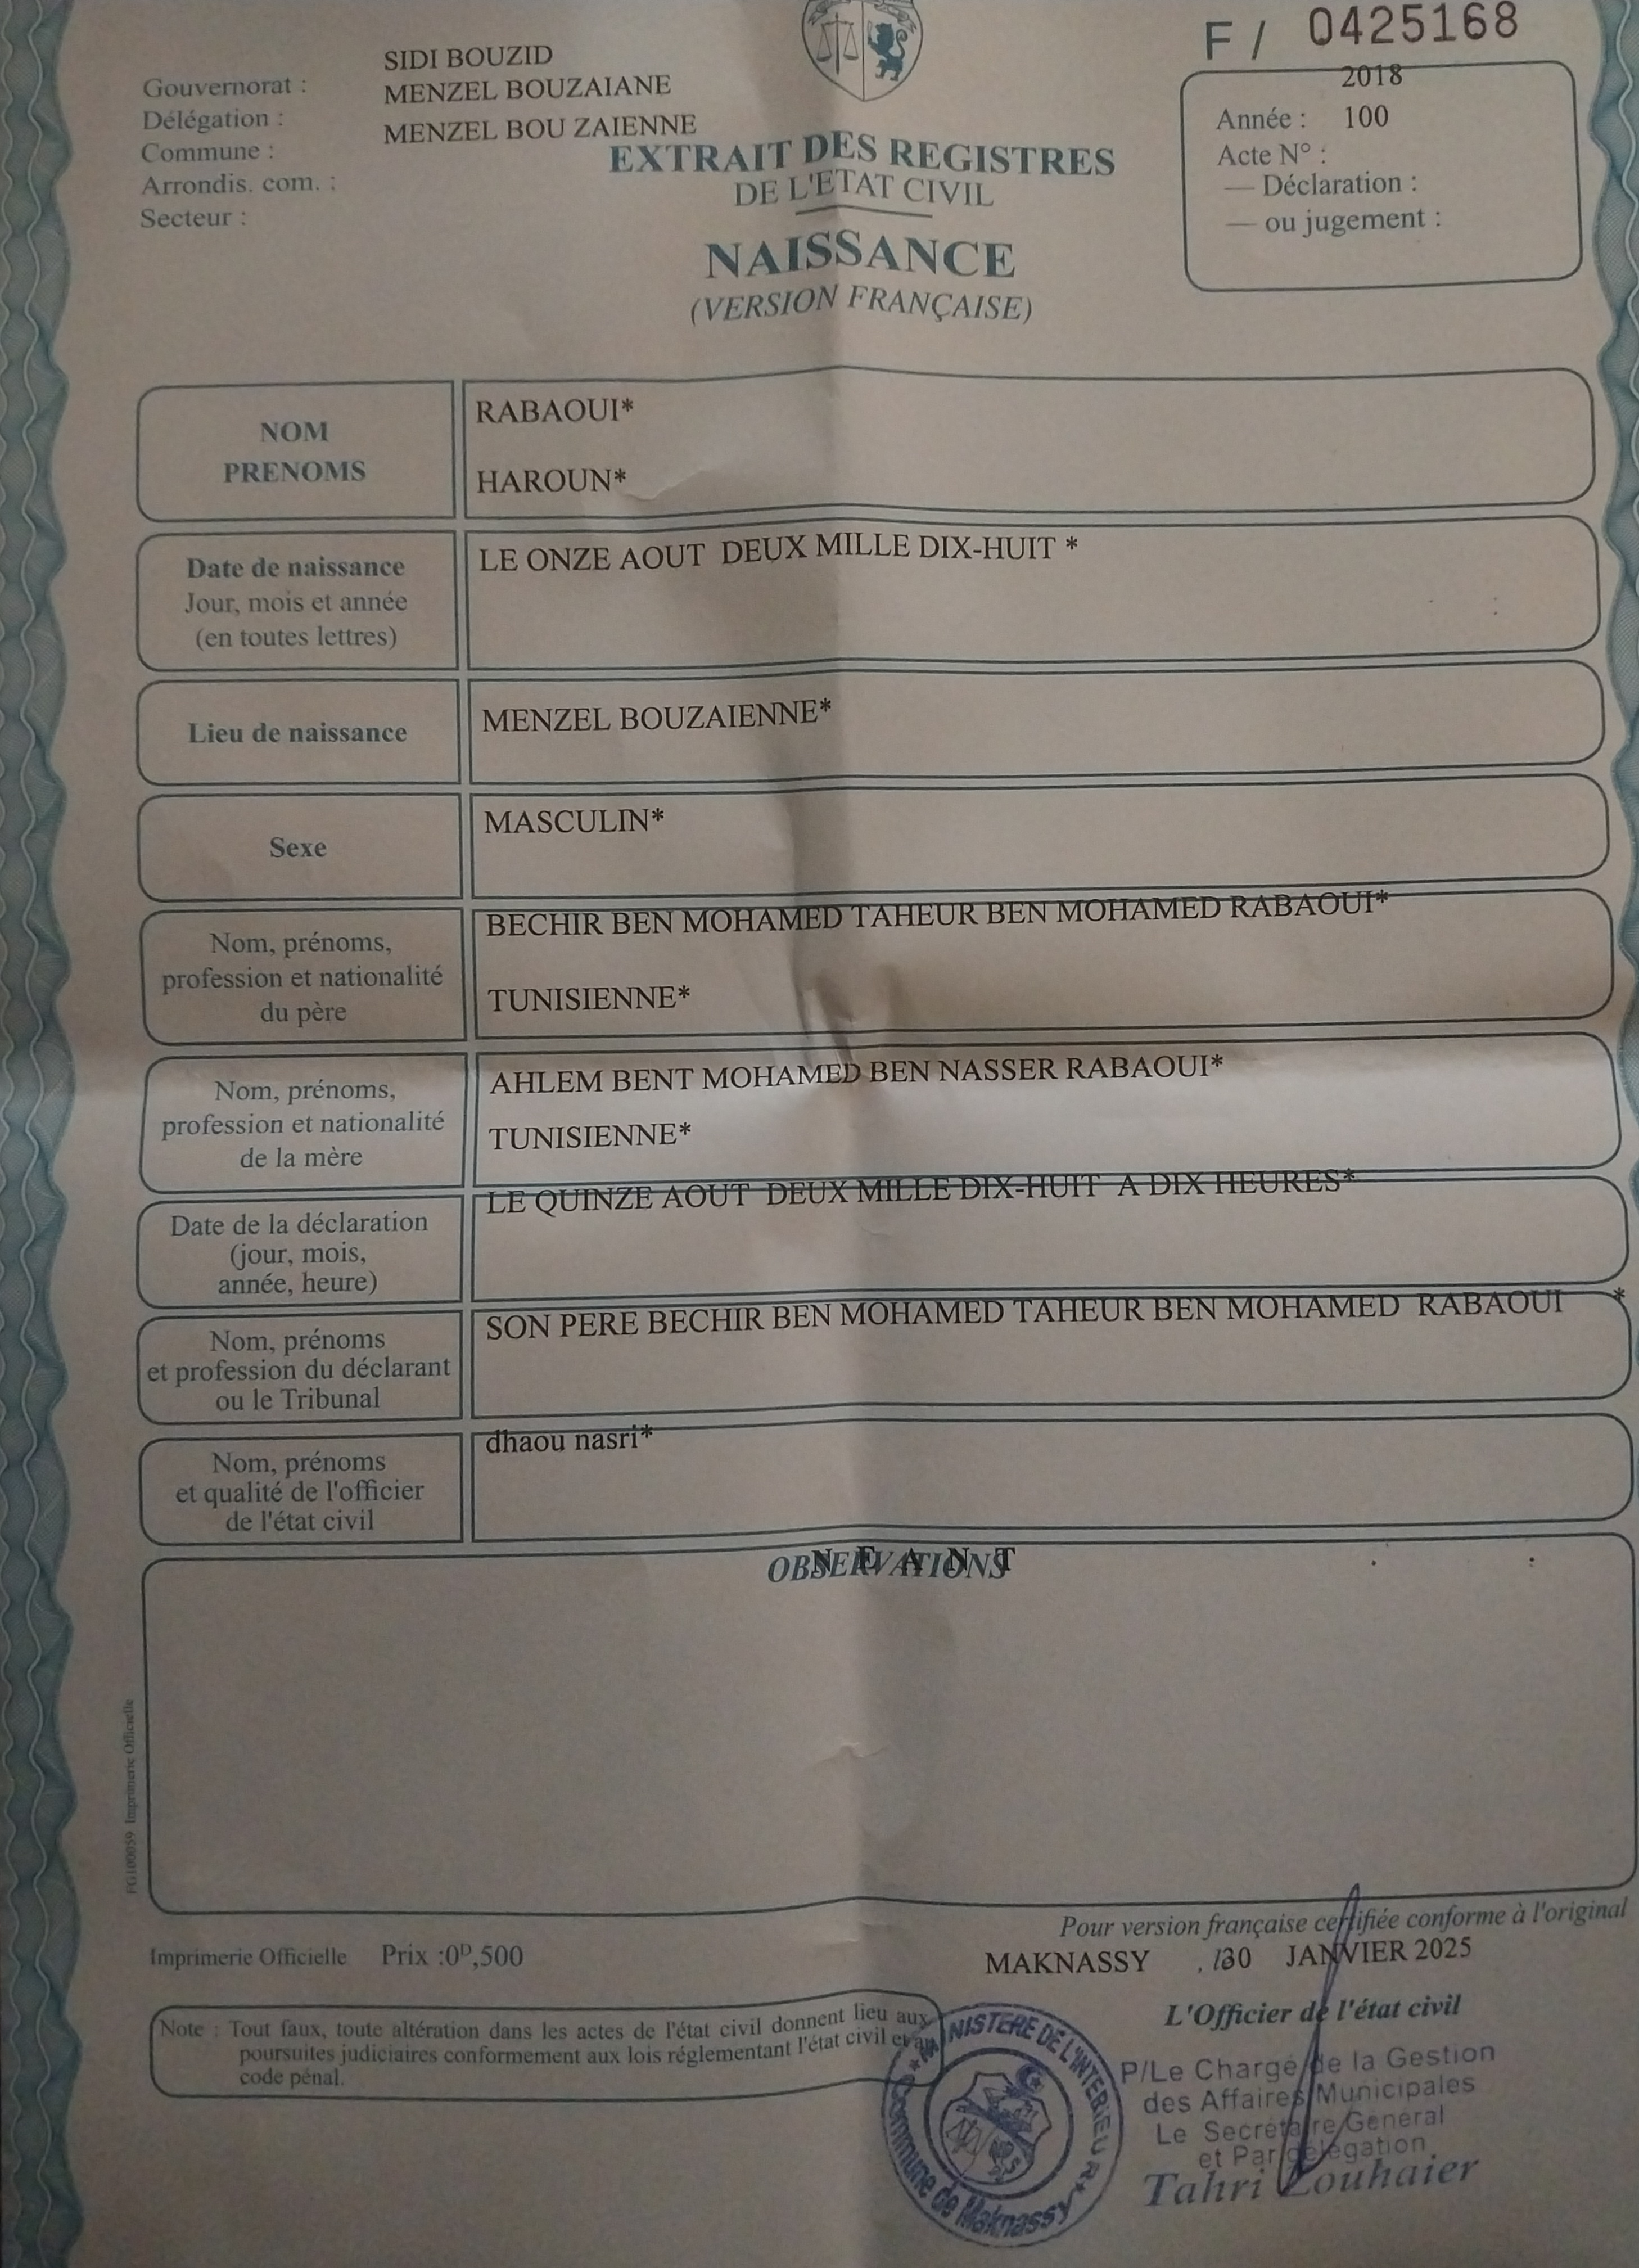 F / 0425168
SIDI BOUZID
Gouvernorat :
MENZEL BOUZAIANE
Délégation :
MENZEL BOU ZAIENNE
Commune :
Arrondis. com. :
Secteur :
2018
Année :
100
Acte N° :
— Déclaration :
— ou jugement :
EXTRAIT DES REGISTRES
DE L'ETAT CIVIL
NAISSANCE
(VERSION FRANÇAISE)
NOM
PRENOMS
RABAOUI*
HAROUN*
Date de naissance
Jour, mois et année
(en toutes lettres)
LE ONZE AOUT DEUX MILLE DIX-HUIT *
Lieu de naissance
MENZEL BOUZAIENNE*
Sexe
MASCULIN*
Nom, prénoms,
profession et nationalité
du père
BECHIR BEN MOHAMED TAHEUR BEN MOHAMED RABAOUI*
TUNISIENNE*
Nom, prénoms,
profession et nationalité
de la mère
AHLEM BENT MOHAMED BEN NASSER RABAOUI*
TUNISIENNE*
Date de la déclaration
(jour, mois,
année, heure)
LE QUINZE AOUT DEUX MILLE DIX-HUIT A DIX HEURES*
Nom, prénoms
et profession du déclarant
ou le Tribunal
SON PERE BECHIR BEN MOHAMED TAHEUR BEN MOHAMED RABAOUI *
Nom, prénoms
et qualité de l'officier
de l'état civil
dhaou nasri*
OBSERVATIONS
N E A N T
FG100059 Imprimerie Officielle
Pour version française certifiée conforme à l'original
Imprimerie Officielle Prix :0D,500
MAKNASSY , 30 JANVIER 2025
L'Officier de l'état civil
Note : Tout faux, toute altération dans les actes de l'état civil donnent lieu aux
poursuites judiciaires conformement aux lois réglementant l'état civil et au
code pénal.
MINISTERE DE L'INTERIEUR
Commune de Maknassy
P/Le Chargé de la Gestion
des Affaires Municipales
Le Secrétaire Général
et Par délégation
Tahri Zouhaier